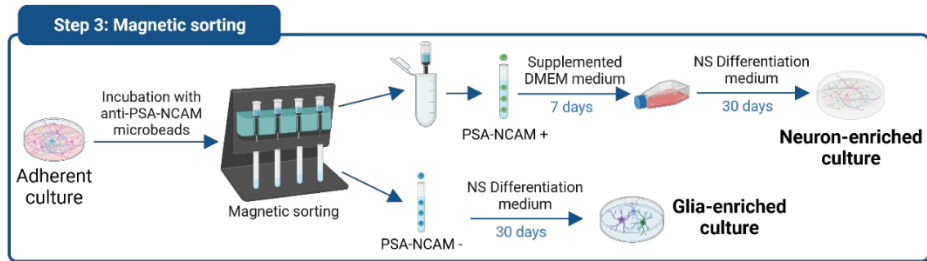 Step 3: Magnetic sorting
Incubation with
anti-PSA-NCAM
microbeads
Adherent
culture
Magnetic sorting
PSA-NCAM +
Supplemented
DMEM medium
7 days
NS Differentiation
medium
30 days
Neuron-enriched
culture
PSA-NCAM -
NS Differentiation
medium
30 days
Glia-enriched
culture